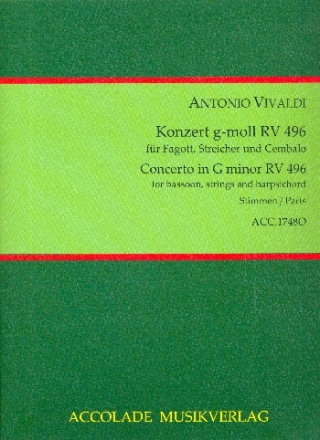 ANTONIO VIVALDI
Konzert g-moll RV 496
für Fagott, Streicher und Cembalo
Concerto in G minor RV 496
for bassoon, strings and harpsichord
Stimmen / Parts
ACC.1748O
ACCOLADE MUSIKVERLAG